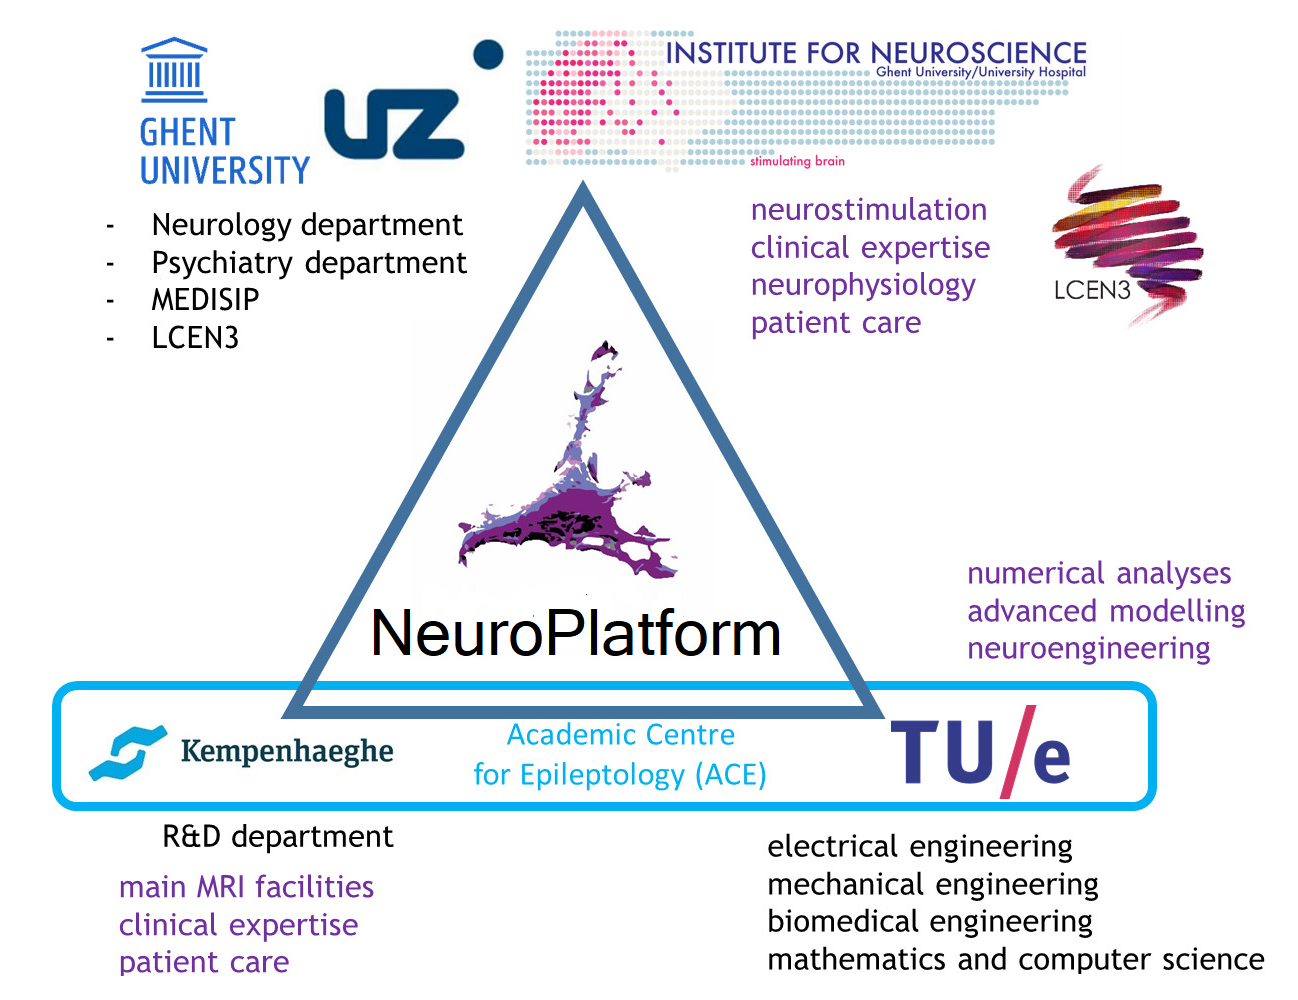 GHENT
UNIVERSITY
UZ
INSTITUTE FOR NEUROSCIENCE
Ghent University/University Hospital
stimulating brain
- Neurology department
- Psychiatry department
- MEDISIP
- LCEN3
neurostimulation
clinical expertise
neurophysiology
patient care
LCEN3
NeuroPlatform
numerical analyses
advanced modelling
neuroengineering
Kempenhaeghe
Academic Centre
for Epileptology (ACE)
TU/e
R&D department
main MRI facilities
clinical expertise
patient care
electrical engineering
mechanical engineering
biomedical engineering
mathematics and computer science